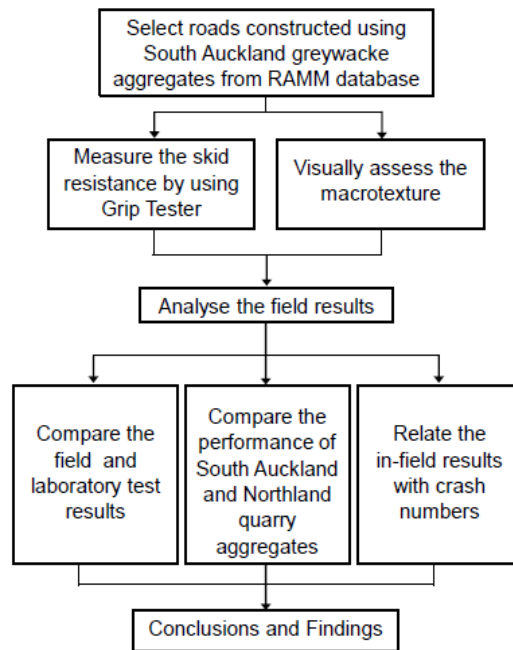 Select roads constructed using
South Auckland greywacke
aggregates from RAMM database
Measure the skid
resistance by using
Grip Tester
Visually assess the
macrotexture
Analyse the field results
Compare the
field and
laboratory test
results
Compare the
performance of
South Auckland
and Northland
quarry
aggregates
Relate the
in-field results
with crash
numbers
Conclusions and Findings